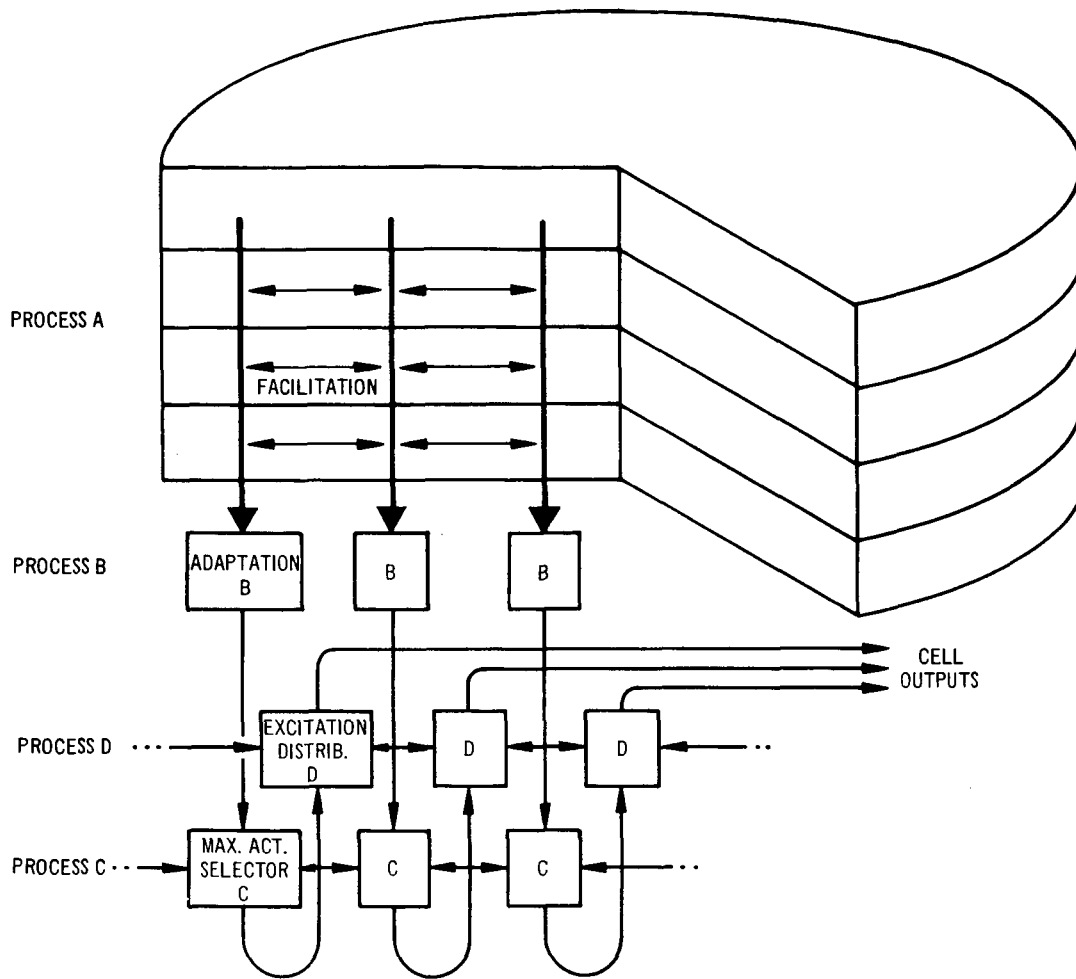 PROCESS A
FACILITATION
PROCESS B
ADAPTATION
B
B
B
CELL
OUTPUTS
PROCESS D ···
EXCITATION
DISTRIB.
D
D
D
··
PROCESS C ··
MAX. ACT.
SELECTOR
C
C
C
··